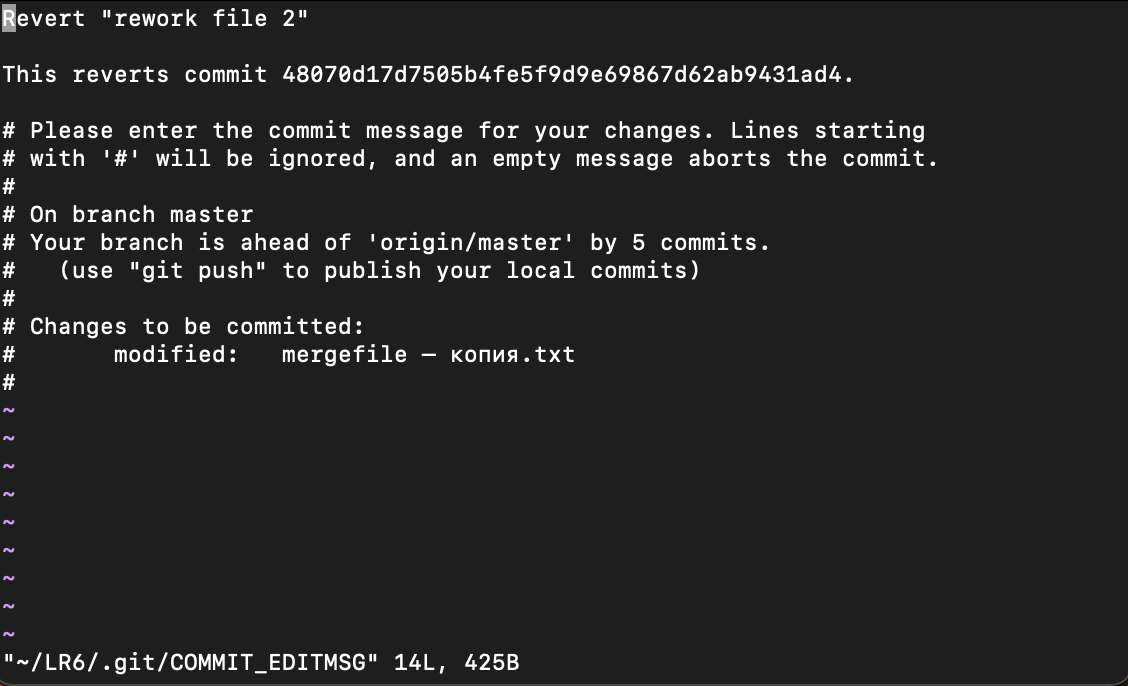 Revert "rework file 2"

This reverts commit 48070d17d7505b4fe5f9d9e69867d62ab9431ad4.

# Please enter the commit message for your changes. Lines starting
# with '#' will be ignored, and an empty message aborts the commit.
#
# On branch master
# Your branch is ahead of 'origin/master' by 5 commits.
#   (use "git push" to publish your local commits)
#
# Changes to be committed:
#       modified:   mergefile — копия.txt
#
~
~
~
~
~
~
~
~
~
"~/LR6/.git/COMMIT_EDITMSG" 14L, 425B